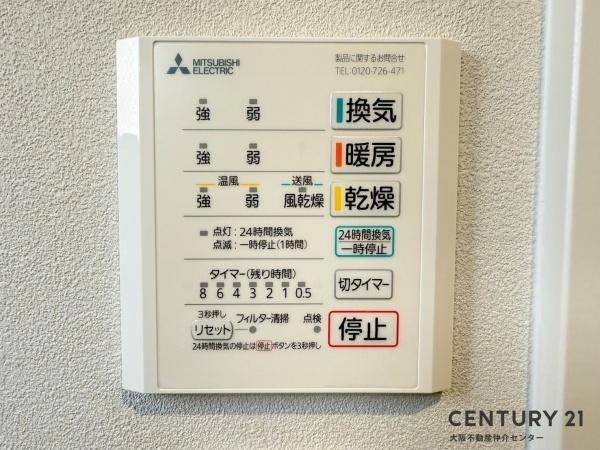 MITSUBISHI
ELECTRIC
製品に関するお問合せ
TEL:0120-726-471
強 弱 換気
強 弱 暖房
温風 送風
強 弱 風乾燥 乾燥
点灯:24時間換気
点滅:一時停止(1時間)
24時間換気
一時停止
タイマー(残り時間)
8 6 4 3 2 1 0.5
切タイマー
3秒押し
リセット フィルター清掃 点検
停止
24時間換気の停止は停止ボタンを3秒押し
CENTURY 21
大阪不動産仲介センター